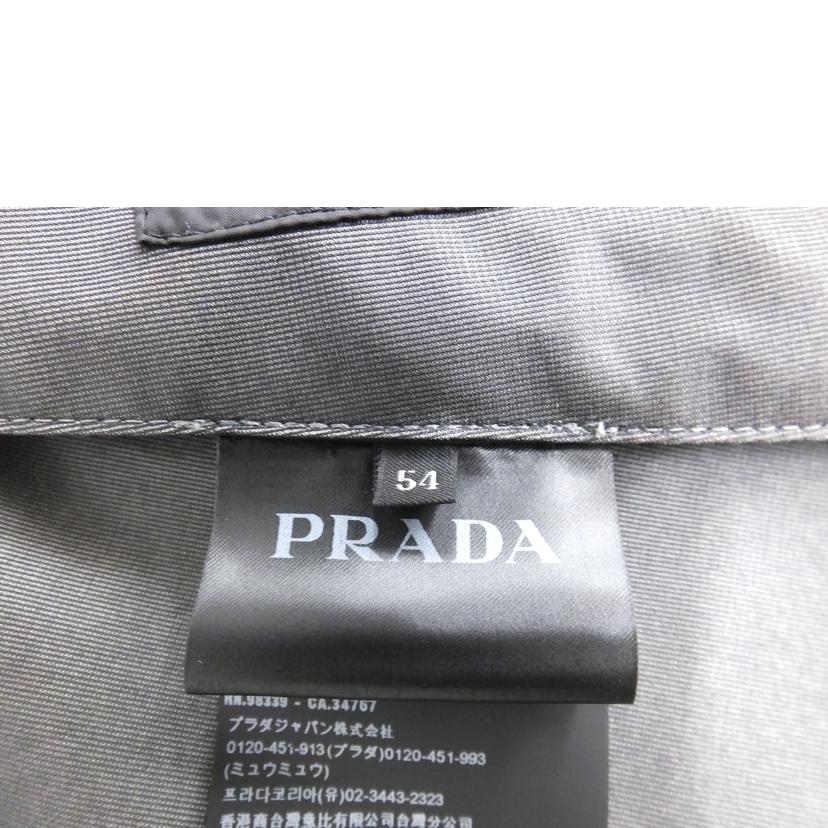 54
PRADA
RN.98339 - CA.34767
プラダジャパン株式会社
0120-451-913(プラダ)0120-451-993
(ミュウミュウ)
프라다코리아(유)02-3443-2323
香港商台灣意比有限公司台灣分公司